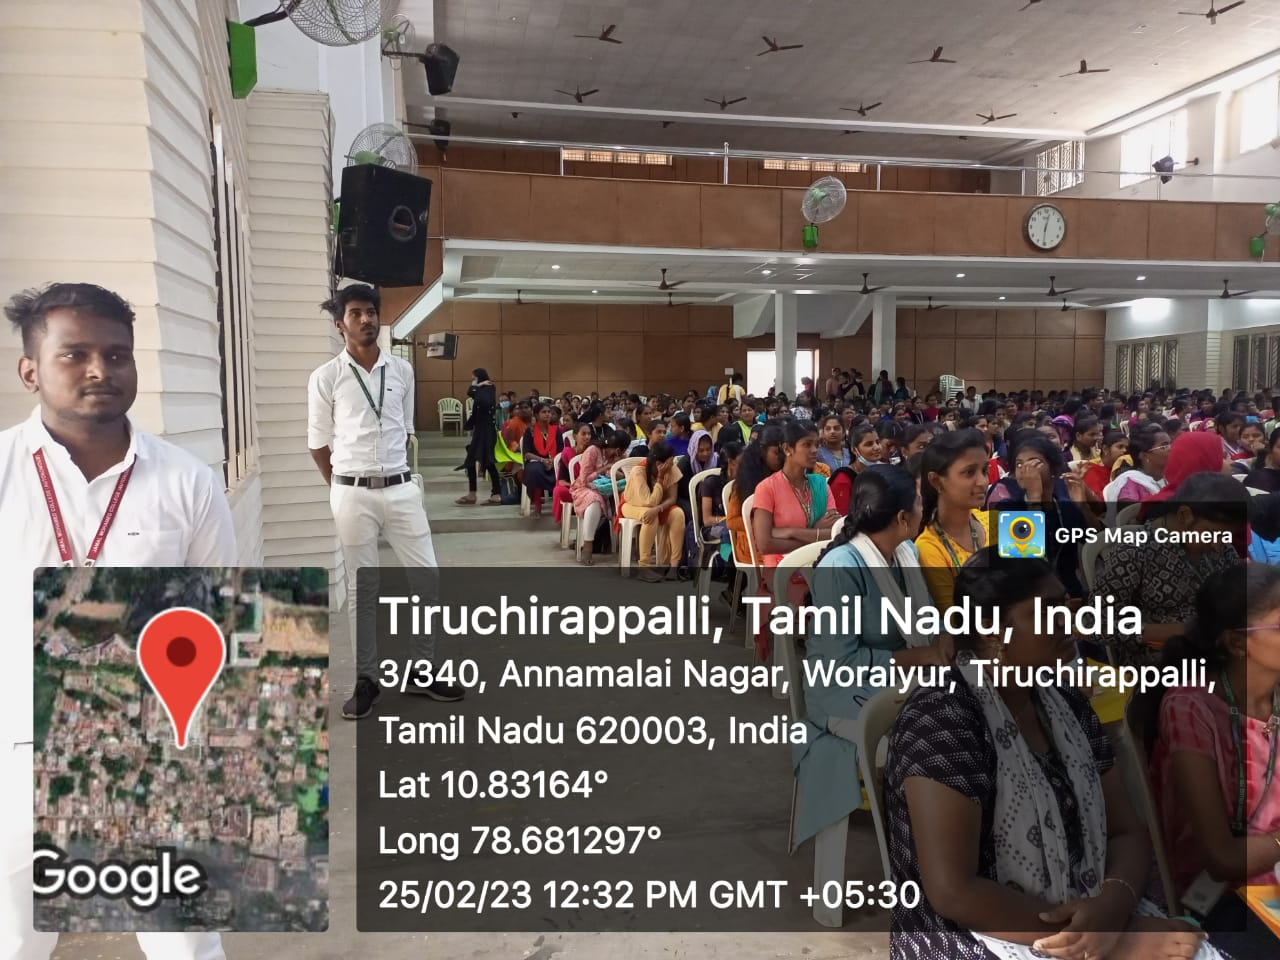 GPS Map Camera
Tiruchirappalli, Tamil Nadu, India
3/340, Annamalai Nagar, Woraiyur, Tiruchirappalli,
Tamil Nadu 620003, India
Lat 10.83164°
Long 78.681297°
25/02/23 12:32 PM GMT +05:30
Google